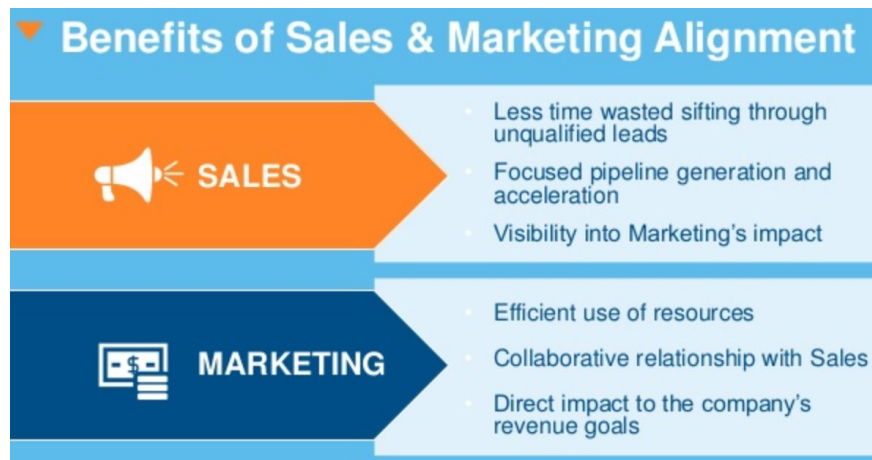 Benefits of Sales & Marketing Alignment
SALES
Less time wasted sifting through
unqualified leads
Focused pipeline generation and
acceleration
Visibility into Marketing’s impact
MARKETING
Efficient use of resources
Collaborative relationship with Sales
Direct impact to the company’s
revenue goals